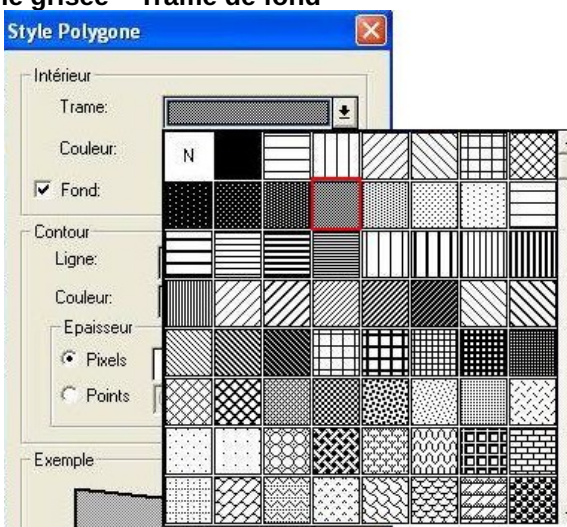 le grisée – Trame de fond
Style Polygone
Intérieur
Trame:
Couleur:
N
Fond:
Contour
Ligne:
Couleur:
Epaisseur
Pixels
Points
Exemple